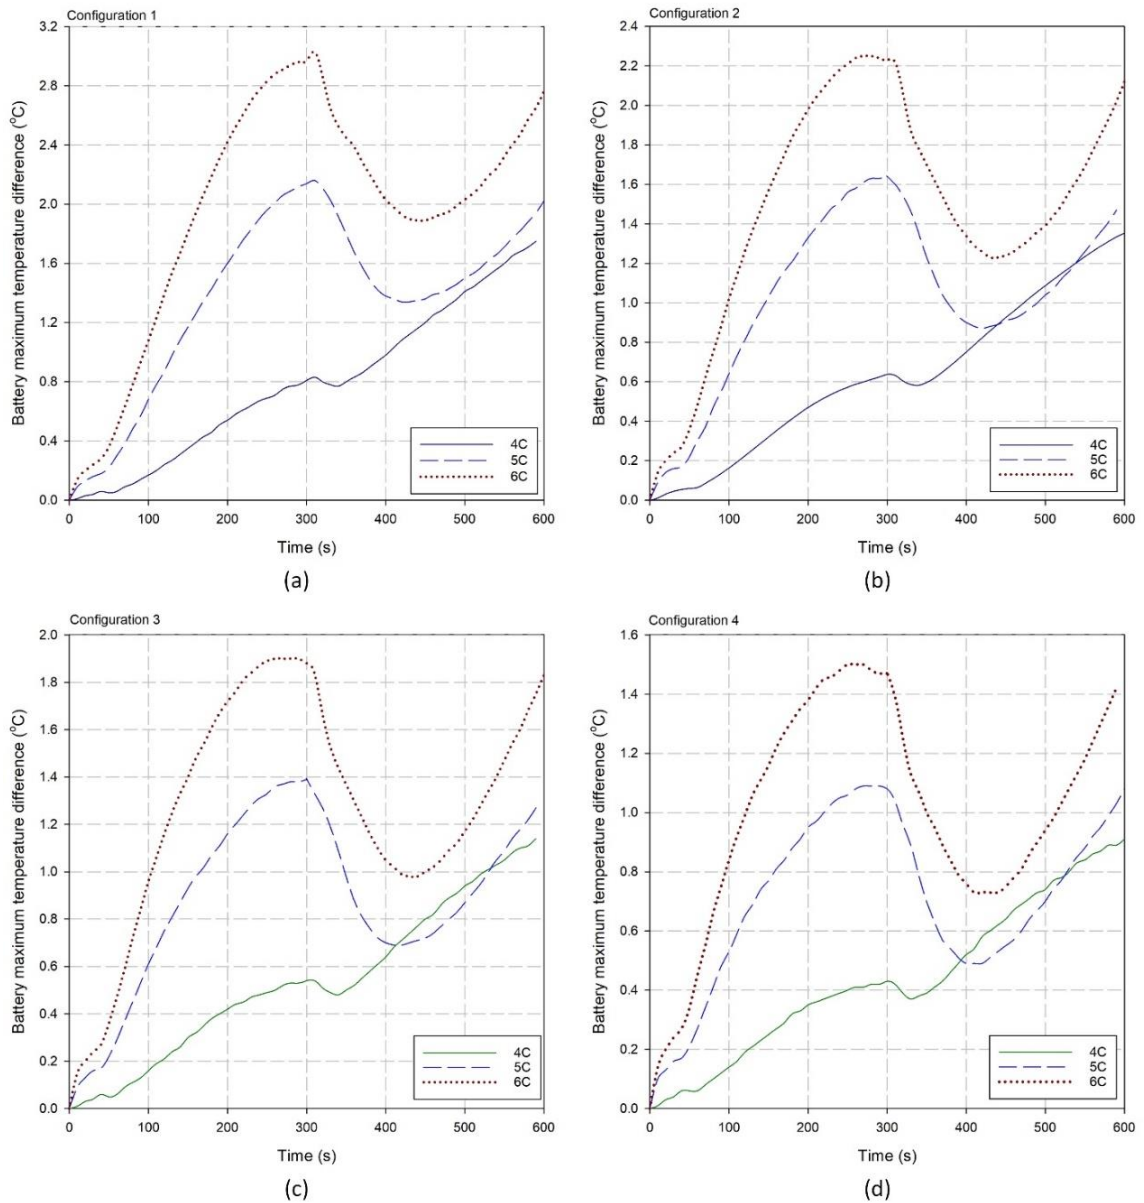 Configuration 1
Battery maximum temperature difference (°C)
3.2
2.8
2.4
2.0
1.6
1.2
0.8
0.4
0.0
4C
5C
6C
0 100 200 300 400 500 600
Time (s)
(a)
Configuration 2
Battery maximum temperature difference (°C)
2.4
2.2
2.0
1.8
1.6
1.4
1.2
1.0
0.8
0.6
0.4
0.2
0.0
4C
5C
6C
0 100 200 300 400 500 600
Time (s)
(b)
Configuration 3
Battery maximum temperature difference (°C)
2.0
1.8
1.6
1.4
1.2
1.0
0.8
0.6
0.4
0.2
0.0
4C
5C
6C
0 100 200 300 400 500 600
Time (s)
(c)
Configuration 4
Battery maximum temperature difference (°C)
1.6
1.4
1.2
1.0
0.8
0.6
0.4
0.2
0.0
4C
5C
6C
0 100 200 300 400 500 600
Time (s)
(d)